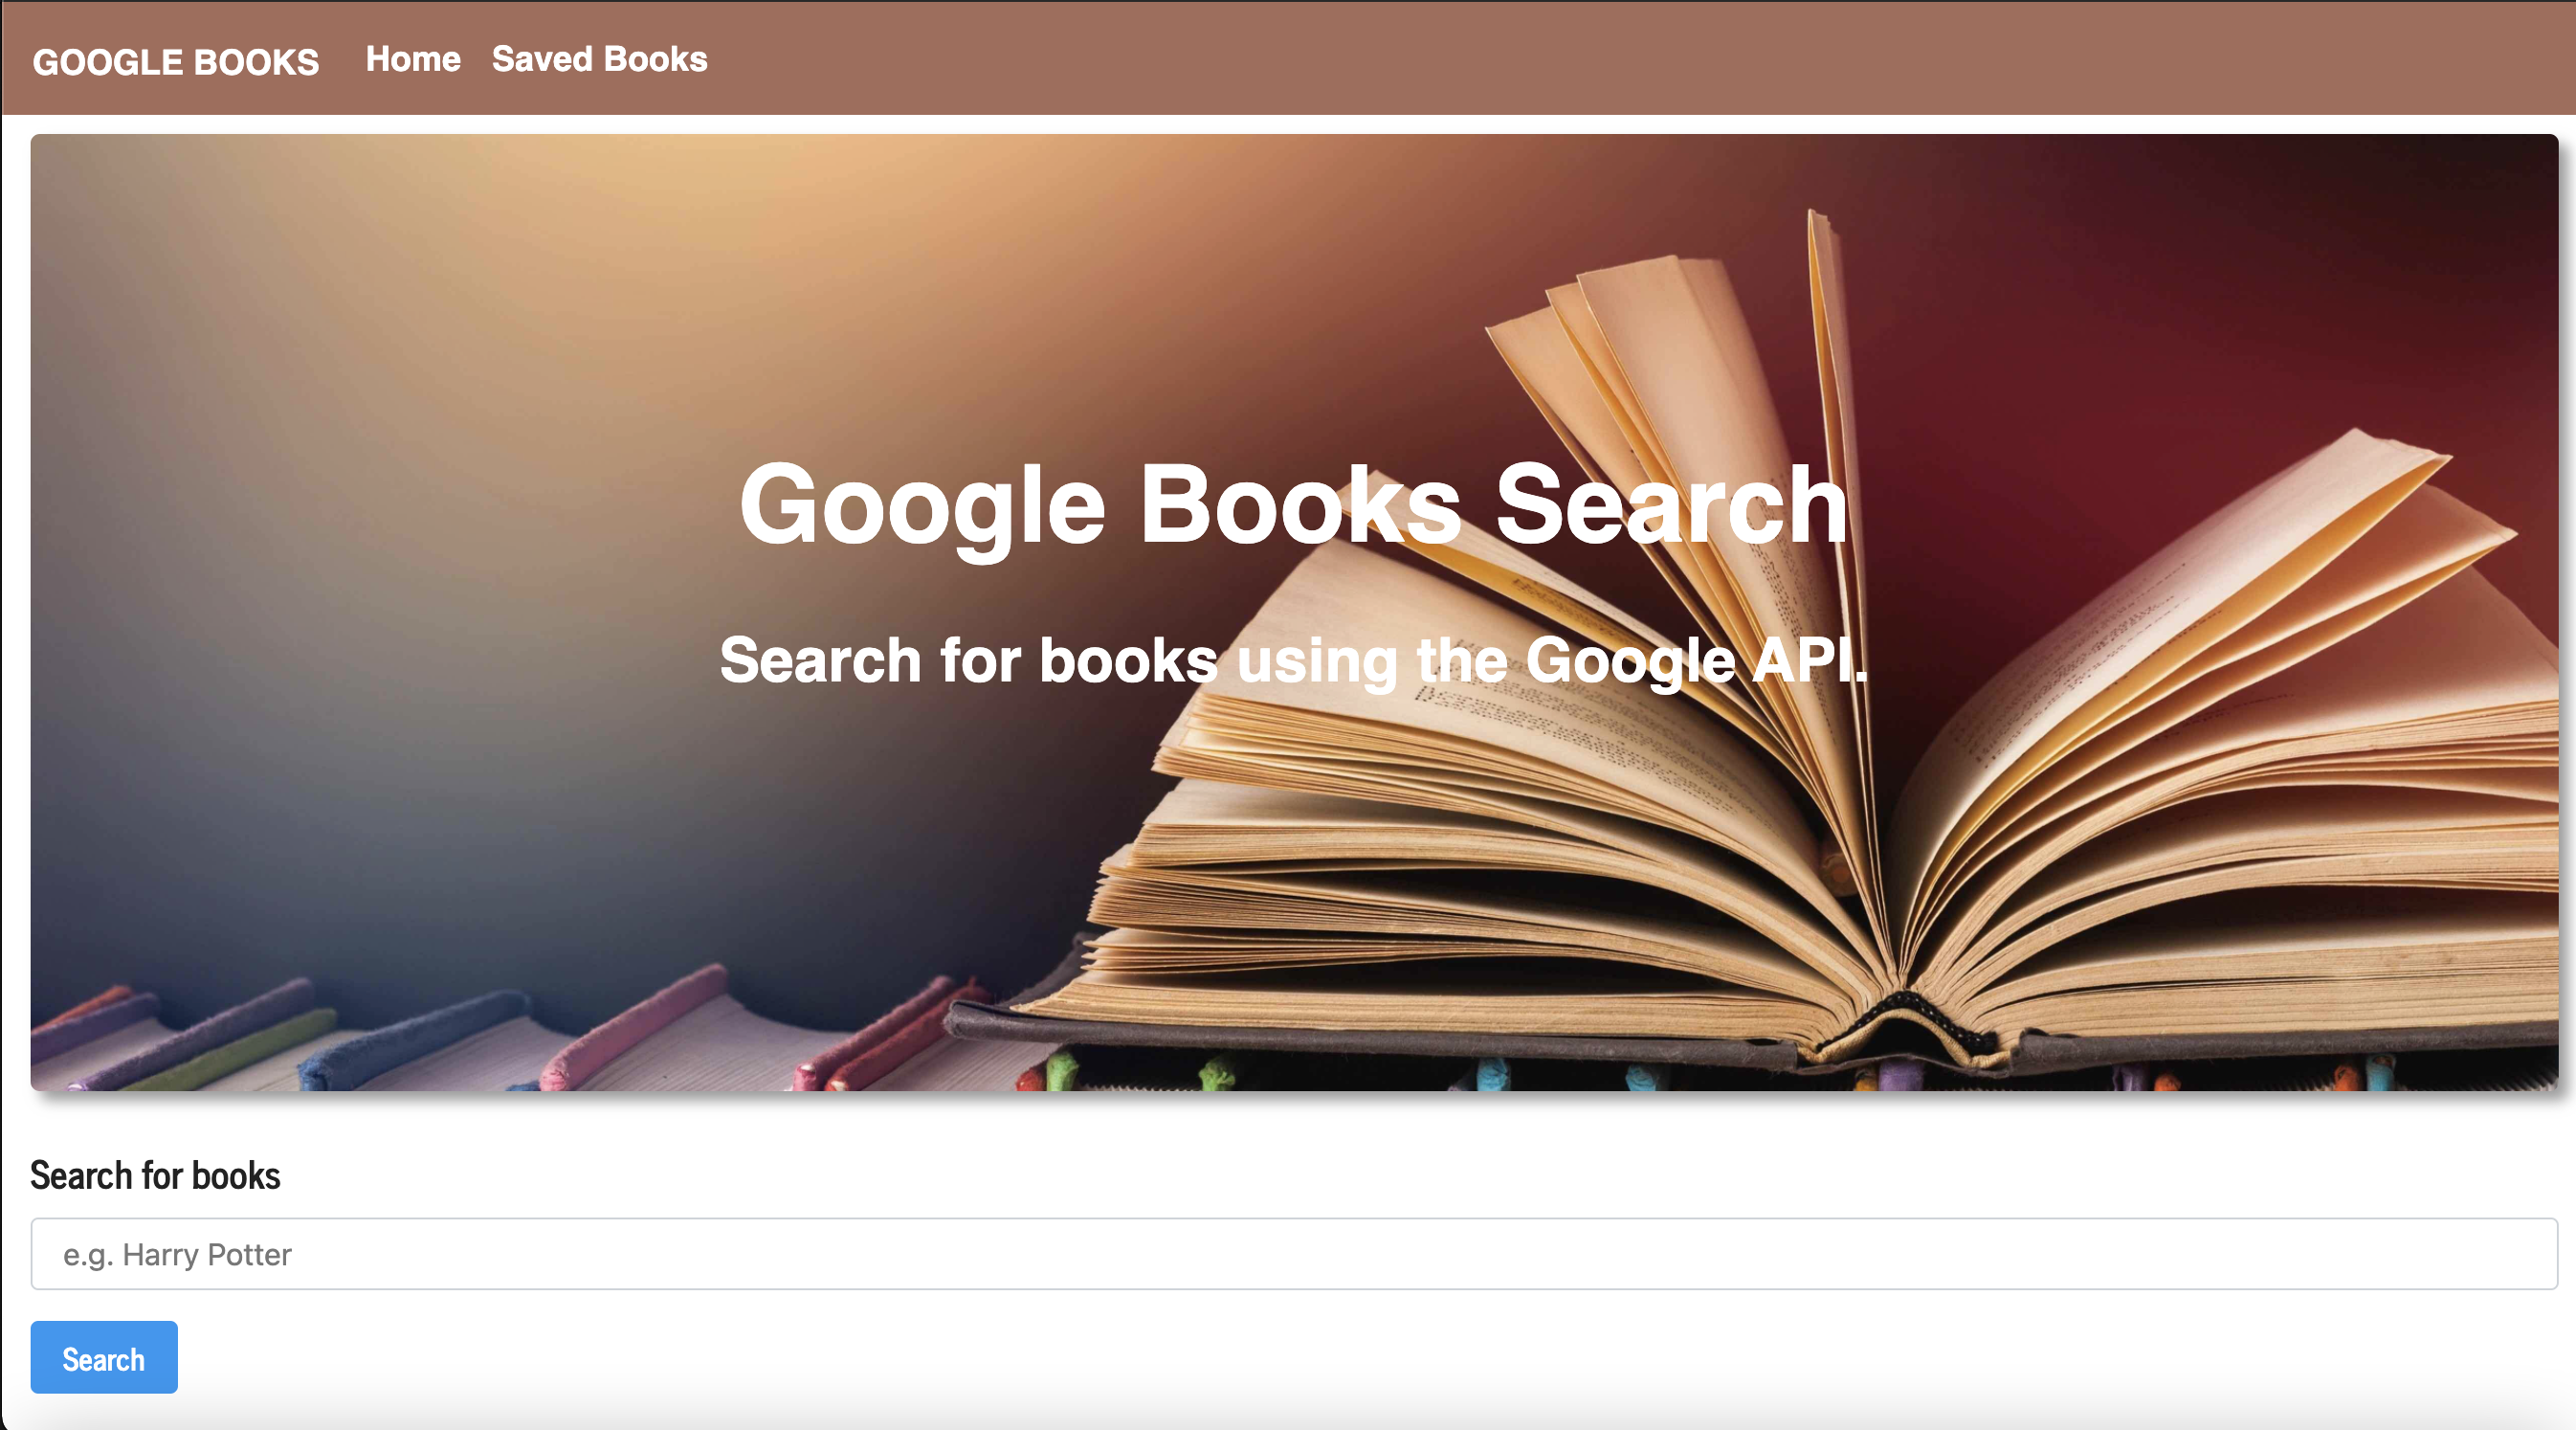 GOOGLE BOOKS Home Saved Books
Google Books Search
Search for books using the Google API.
Search for books
e.g. Harry Potter
Search